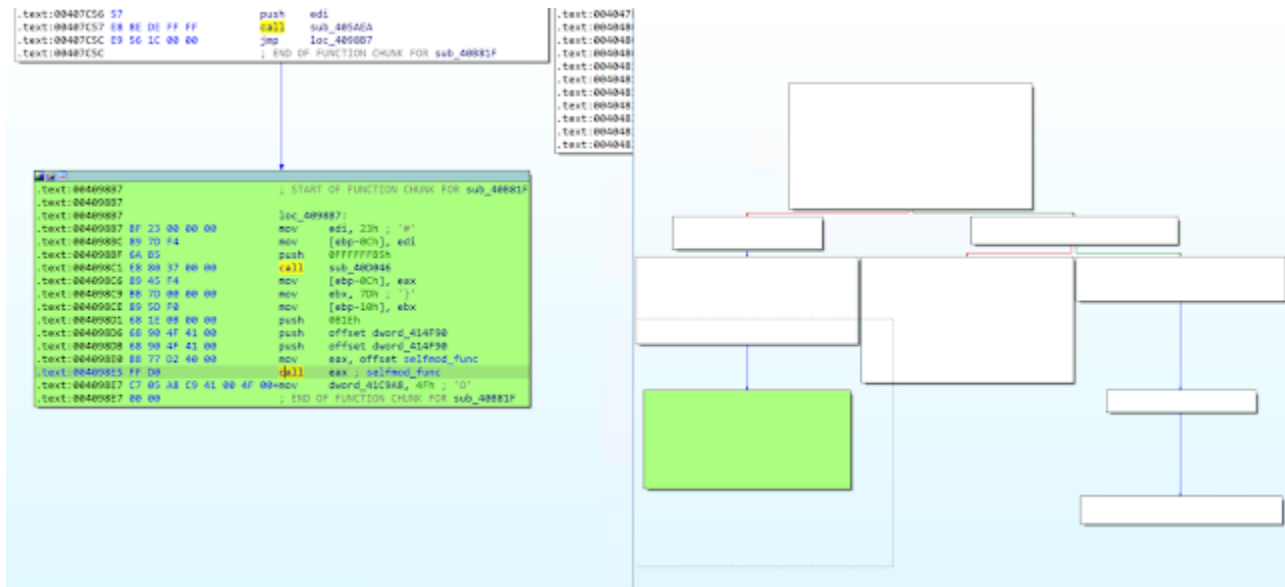 .text:00407C56 57 push edi
.text:00407C57 E8 8E DE FF FF call sub_405AEA
.text:00407C5C E9 56 1C 00 00 jmp loc_4098B7
.text:00407C5C ; END OF FUNCTION CHUNK FOR sub_40881F
.text:004098B7 ; START OF FUNCTION CHUNK FOR sub_40881F
.text:004098B7
.text:004098B7 loc_4098B7:
.text:004098B7 BF 23 00 00 00 mov edi, 23h ; '#'
.text:004098BC 89 7D F4 mov [ebp-0Ch], edi
.text:004098BF 6A B5 push 0FFFFFFB5h
.text:004098C1 E8 80 37 00 00 call sub_40D046
.text:004098C6 89 45 F4 mov [ebp-0Ch], eax
.text:004098C9 BB 7D 00 00 00 mov ebx, 7Dh ; '}'
.text:004098CE 89 5D F0 mov [ebp-10h], ebx
.text:004098D1 68 1E 0B 00 00 push 0B1Eh
.text:004098D6 68 90 4F 41 00 push offset dword_414F90
.text:004098DB 68 90 4F 41 00 push offset dword_414F90
.text:004098E0 B8 77 D2 40 00 mov eax, offset selfmod_func
.text:004098E5 FF D0 call eax ; selfmod_func
.text:004098E7 C7 05 A8 C9 41 00 4F 00+mov dword_41C9A8, 4Fh ; 'O'
.text:004098E7 00 00 ; END OF FUNCTION CHUNK FOR sub_40881F